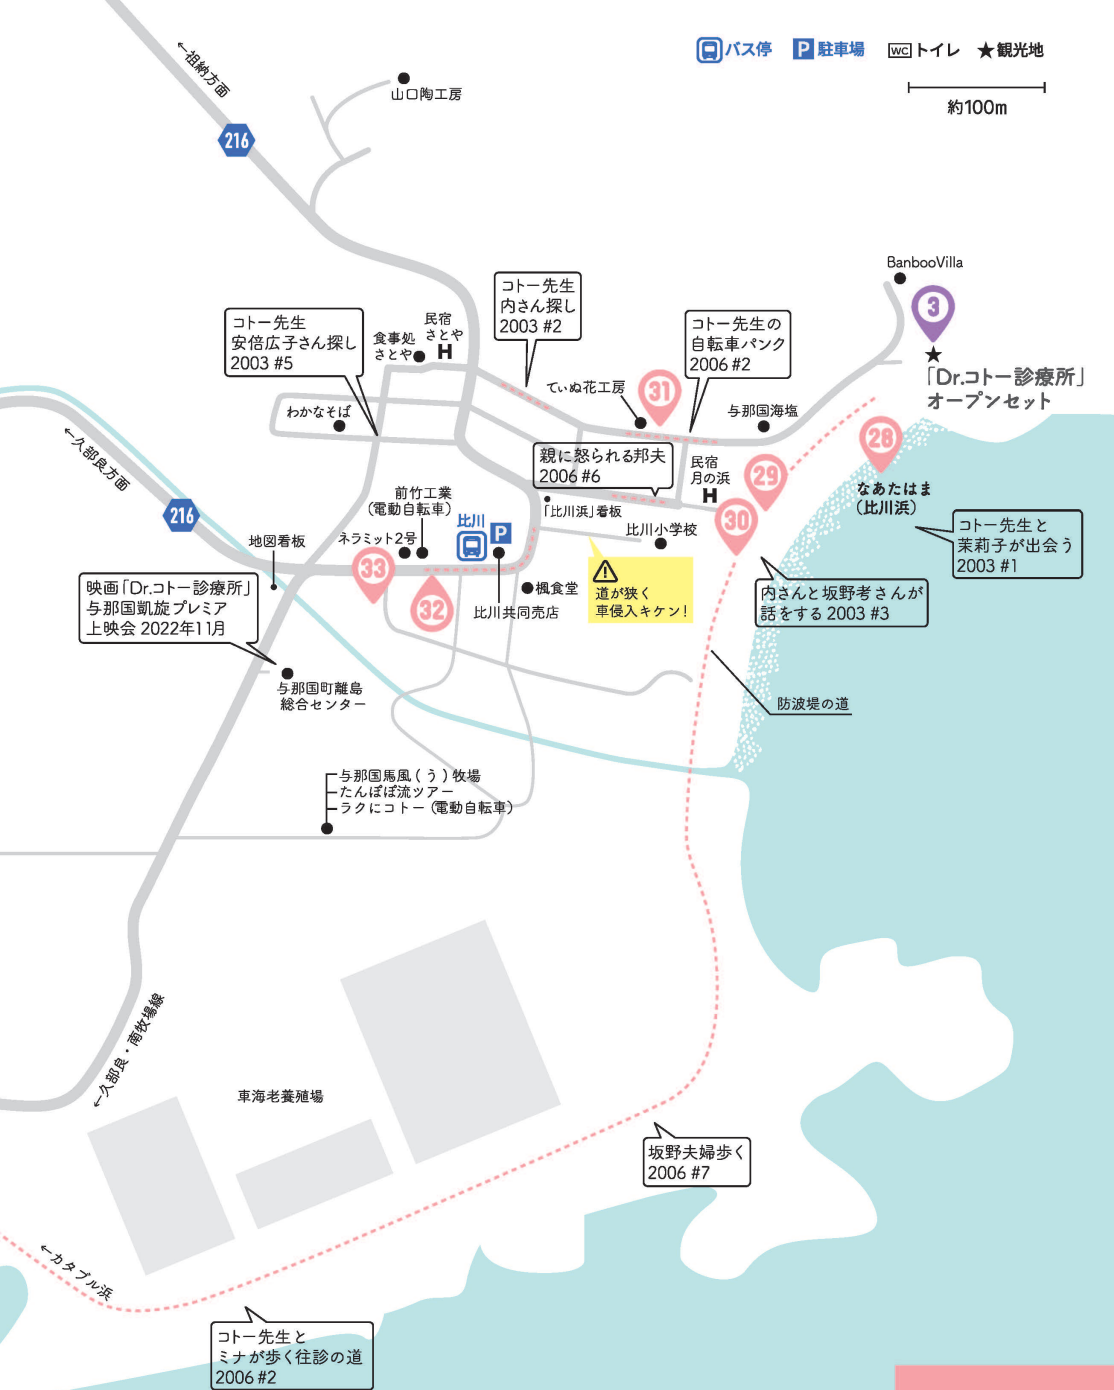 バス停
P 駐車場
WC トイレ
★観光地
約100m
←祖納方面
216
山口陶工房
BanbooVilla
3
「Dr.コトー診療所」
オープンセット
コトー先生
内さん探し
2003 #2
コトー先生
安倍広子さん探し
2003 #5
民宿
さとや
H
食事処
さとや
コトー先生の
自転車パンク
2006 #2
てぃぬ花工房
31
与那国海塩
わかなそば
←久部良方面
216
28
なあたはま
(比川浜)
29
30
親に怒られる邦夫
2006 #6
民宿
月の浜
H
「比川浜」看板
比川小学校
前竹工業
(電動自転車)
ネラミット2号
比川
P
地図看板
33
32
楓食堂
比川共同売店
道が狭く
車侵入キケン!
コトー先生と
茉莉子が出会う
2003 #1
内さんと坂野考さんが
話をする 2003 #3
映画「Dr.コトー診療所」
与那国凱旋プレミア
上映会 2022年11月
与那国町離島
総合センター
防波堤の道
与那国馬風(う)牧場
たんぽぽ流ツアー
ラクにコトー(電動自転車)
←久部良・南牧場線
車海老養殖場
坂野夫婦歩く
2006 #7
←カタブル浜
コトー先生と
ミナが歩く往診の道
2006 #2